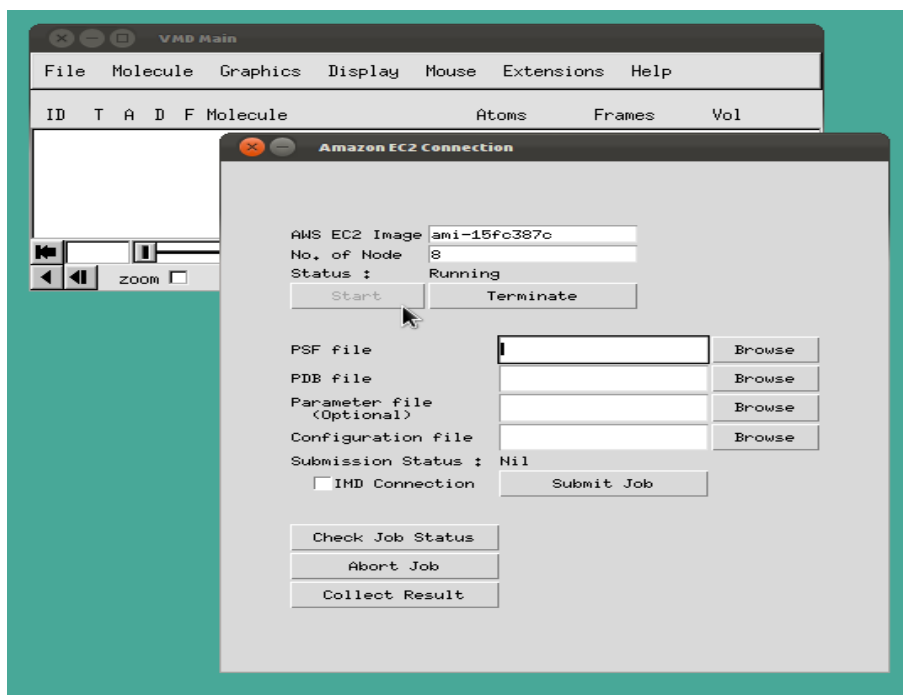 VMD Main
File Molecule Graphics Display Mouse Extensions Help
ID T A D F Molecule Atoms Frames Vol
Amazon EC2 Connection
AWS EC2 Image ami-15fc387c
No. of Node 8
Status : Running
Start Terminate
zoom
PSF file Browse
PDB file Browse
Parameter file Browse
(Optional)
Configuration file Browse
Submission Status : Nil
IMD Connection Submit Job
Check Job Status
Abort Job
Collect Result